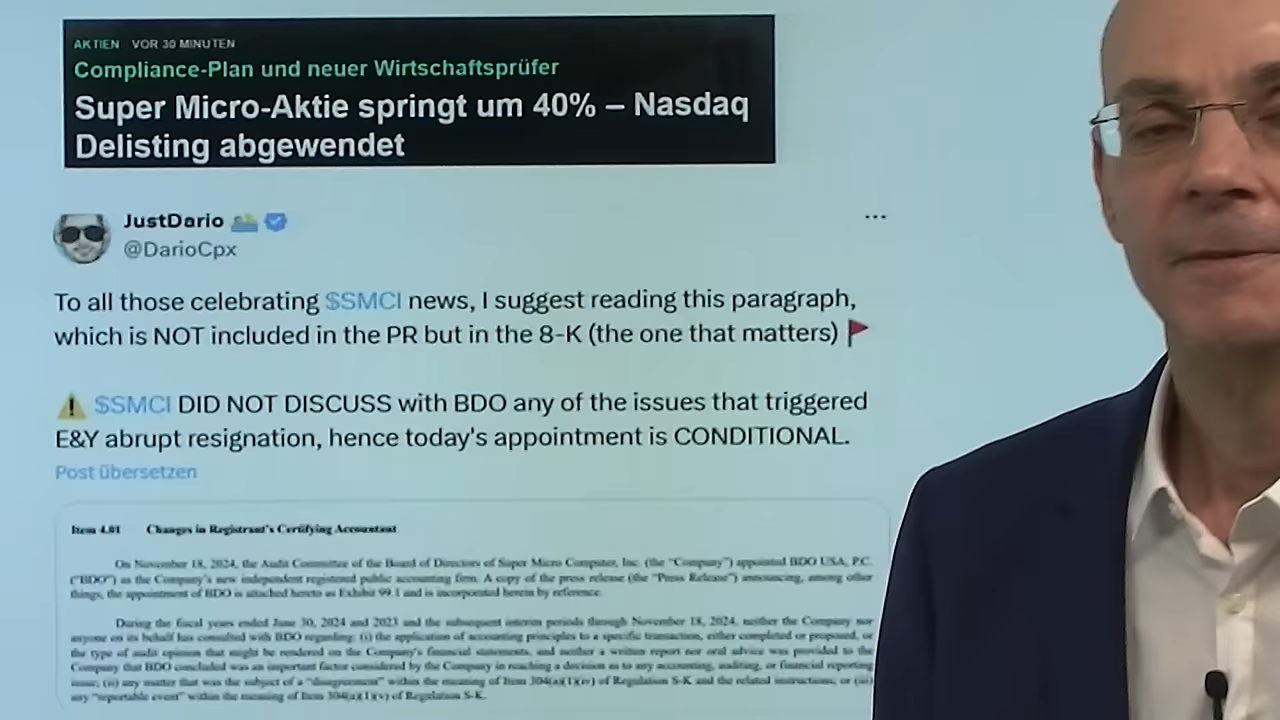 AKTIEN VOR 30 MINUTEN
Compliance-Plan und neuer Wirtschaftsprüfer
Super Micro-Aktie springt um 40% – Nasdaq
Delisting abgewendet
JustDario
@DarioCpx
...
To all those celebrating $SMCI news, I suggest reading this paragraph,
which is NOT included in the PR but in the 8-K (the one that matters)
$SMCI DID NOT DISCUSS with BDO any of the issues that triggered
E&Y abrupt resignation, hence today's appointment is CONDITIONAL.
Post übersetzen
Item 4.01 Changes in Registrant's Certifying Accountant
On November 18, 2024, the Audit Committee of the Board of Directors of Super Micro Computer, Inc. (the "Company") appointed BDO USA, P.C.
("BDO") as the Company's new independent registered public accounting firm. A copy of the press release (the "Press Release") announcing, among other
things, the appointment of BDO is attached hereto as Exhibit 99.1 and is incorporated herein by reference.
During the fiscal years ended June 30, 2024 and 2023 and the subsequent interim periods through November 18, 2024, neither the Company nor
anyone on its behalf has consulted with BDO regarding: (i) the application of accounting principles to a specific transaction, either completed or proposed, or
the type of audit opinion that might be rendered on the Company's financial statements, and neither a written report nor oral advice was provided to the
Company that BDO concluded was an important factor considered by the Company in reaching a decision as to any accounting, auditing, or financial reporting
issue; (ii) any matter that was the subject of a "disagreement" within the meaning of Item 304(a)(1)(iv) of Regulation S-K and the related instructions; or (iii)
any "reportable event" within the meaning of Item 304(a)(1)(v) of Regulation S-K.